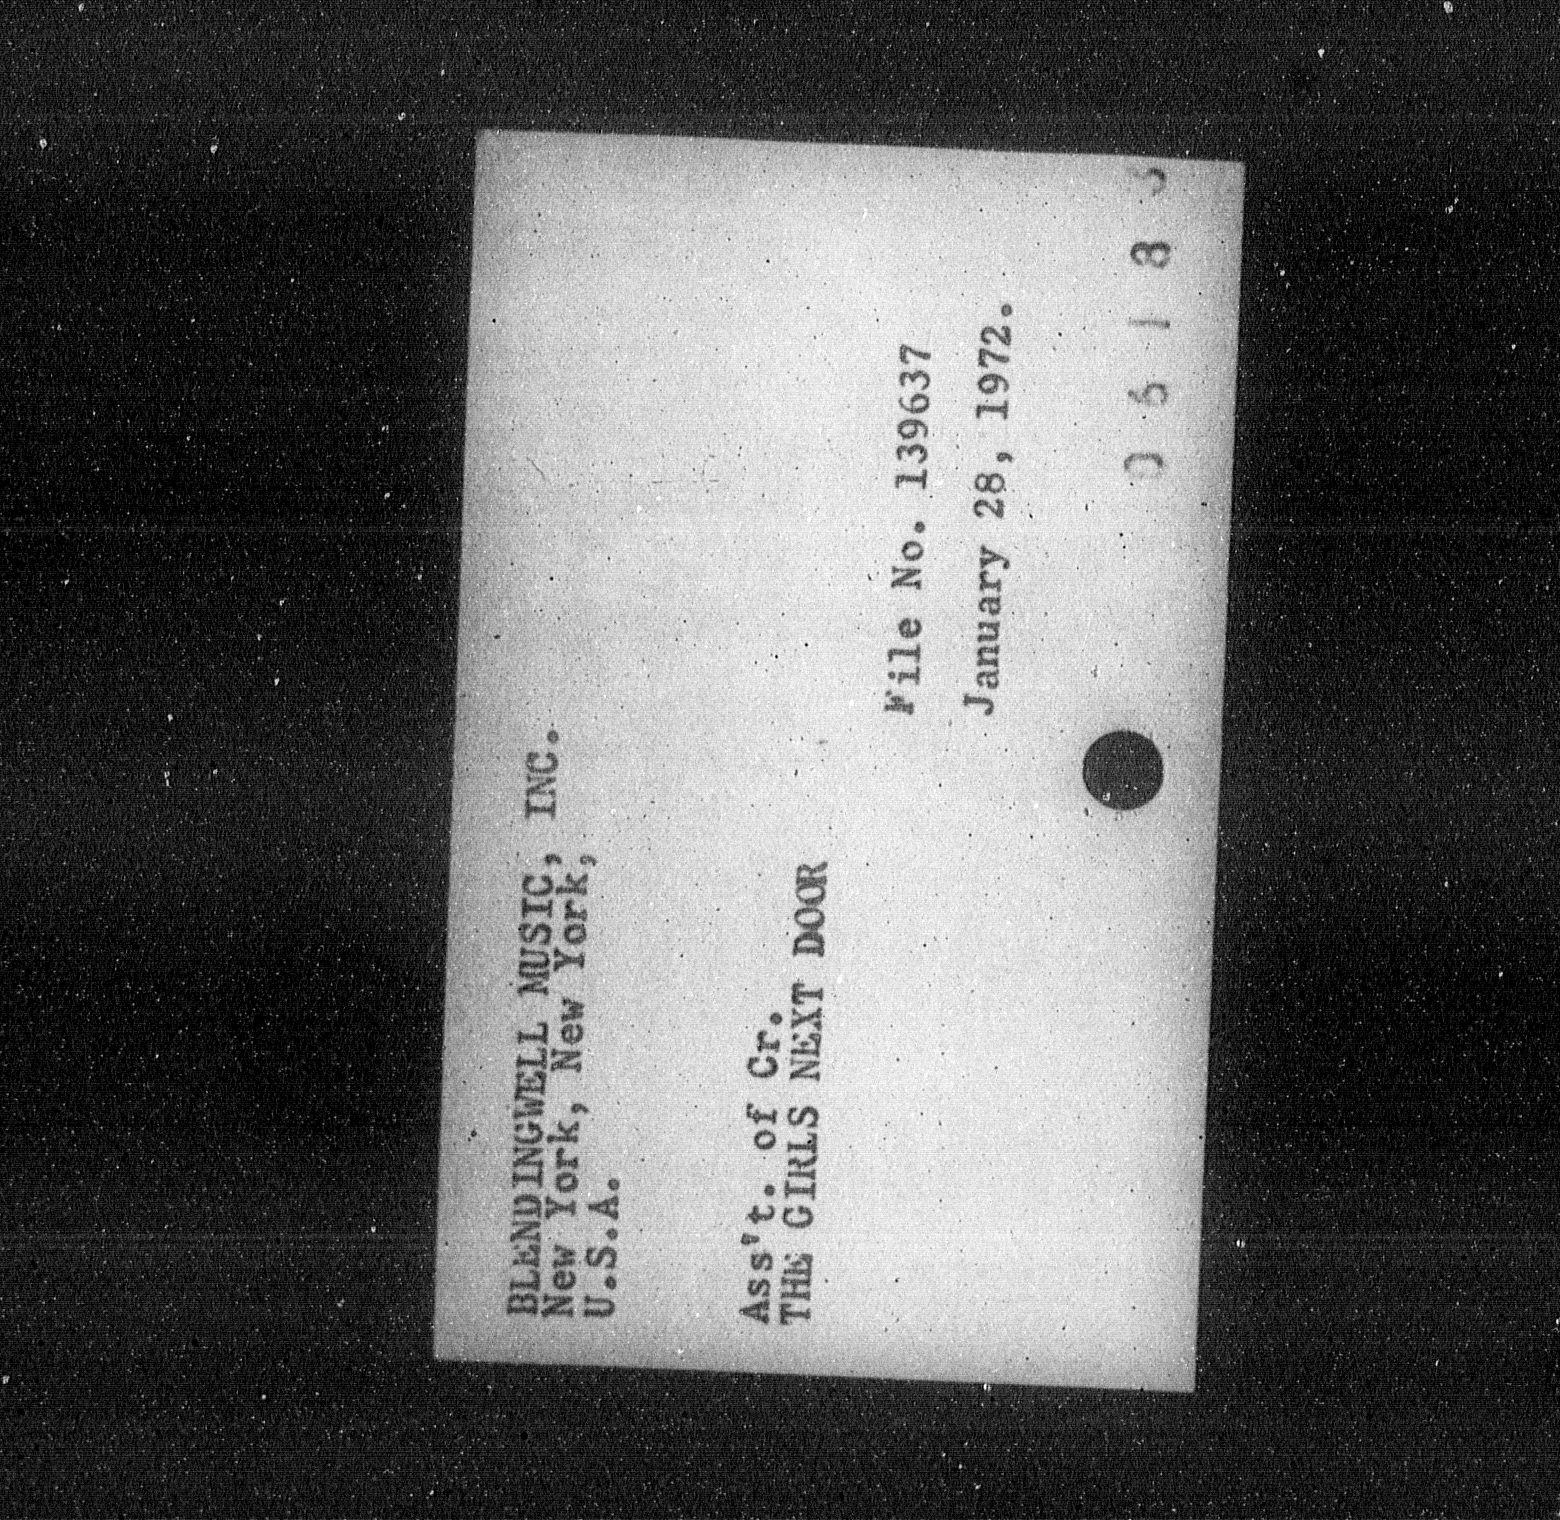 BLENDINGWELL MUSIC, INC.
New York, New York,
U.S.A.
Ass't. of Cr.
THE GIRLS NEXT DOOR
File No. 139637
January 28, 1972.
06183